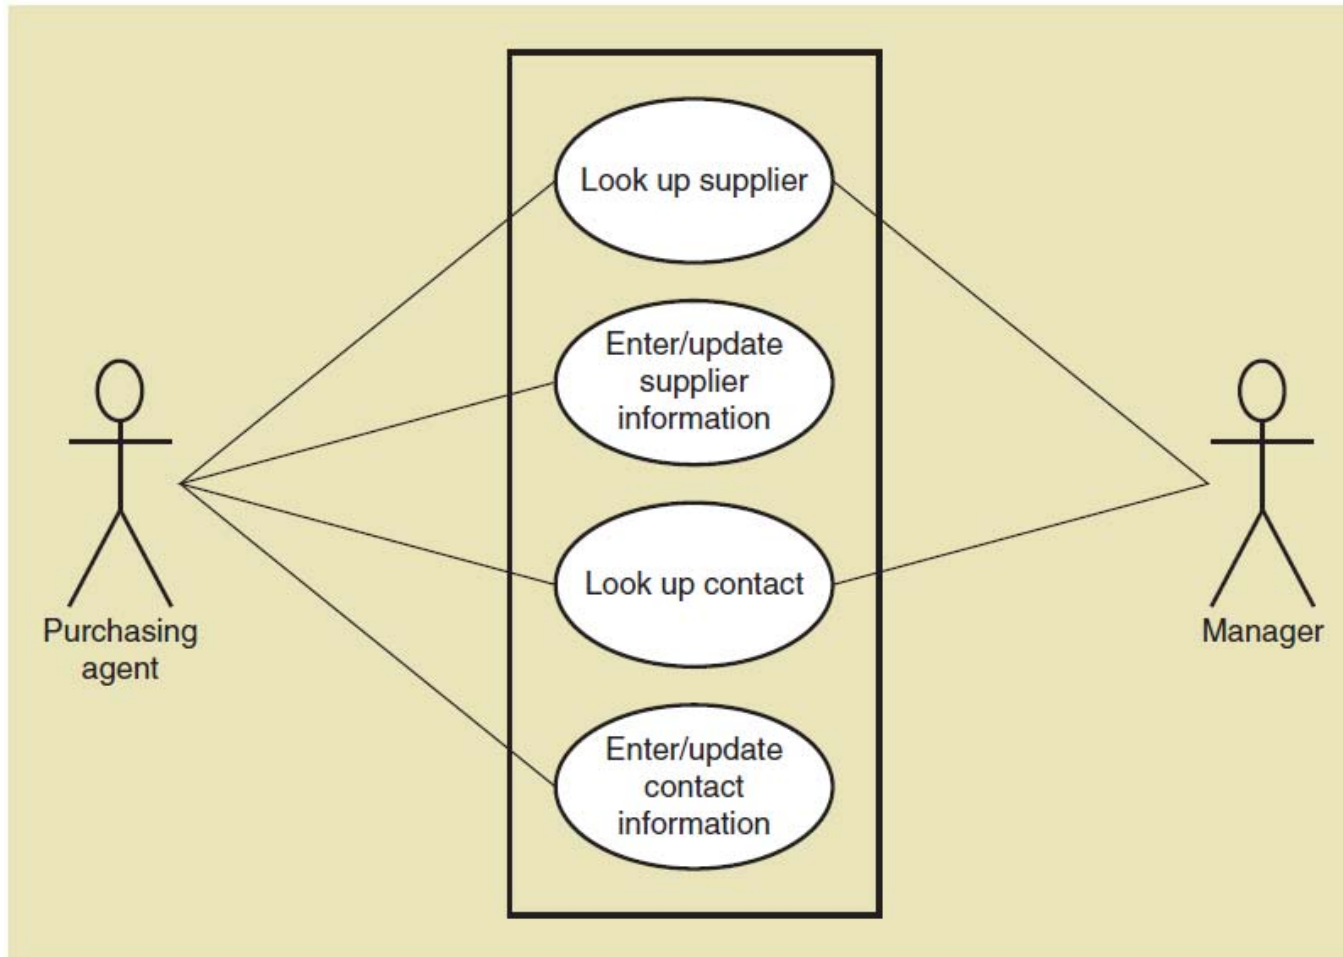 Look up supplier
Enter/update
supplier
information
Look up contact
Enter/update
contact
information
Purchasing
agent
Manager